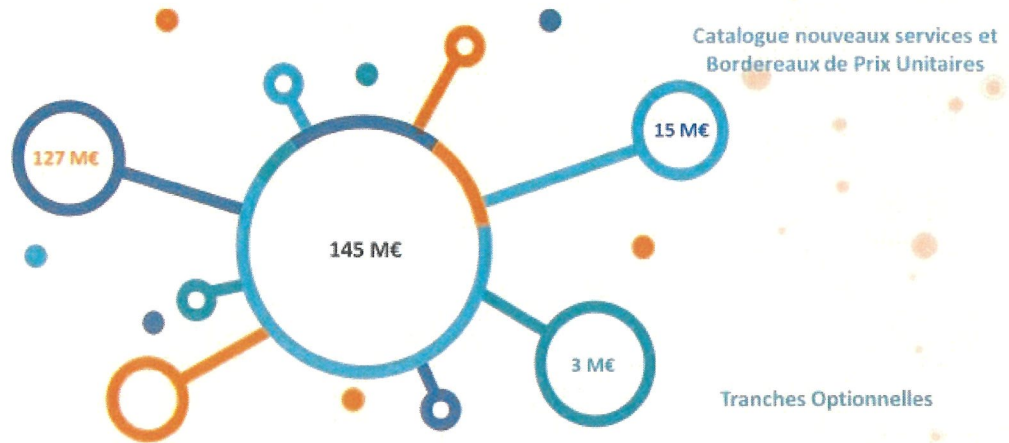 Catalogue nouveaux services et
Bordereaux de Prix Unitaires
15 M€
127 M€
145 M€
3 M€
Tranches Optionnelles